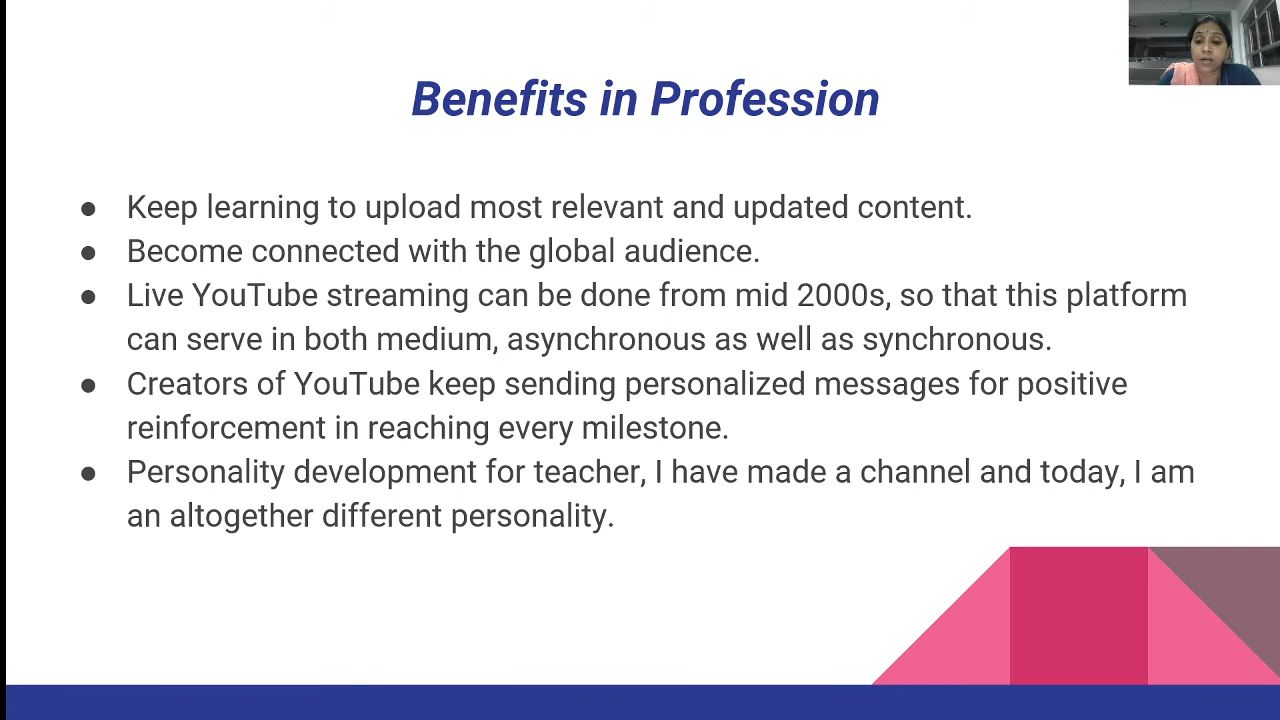 Benefits in Profession
● Keep learning to upload most relevant and updated content.
● Become connected with the global audience.
● Live YouTube streaming can be done from mid 2000s, so that this platform
can serve in both medium, asynchronous as well as synchronous.
● Creators of YouTube keep sending personalized messages for positive
reinforcement in reaching every milestone.
● Personality development for teacher, I have made a channel and today, I am
an altogether different personality.